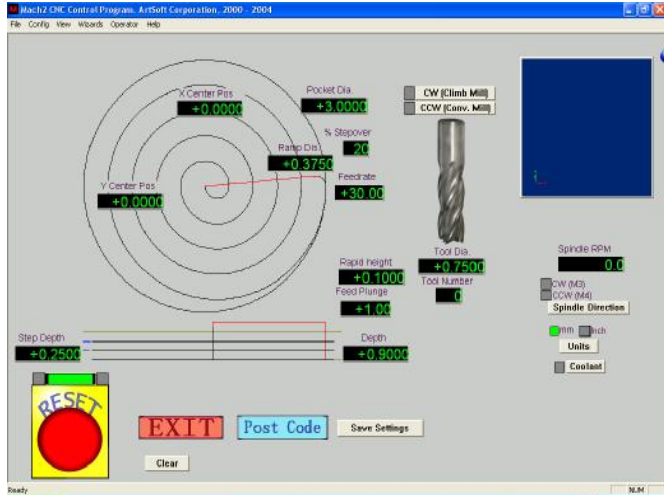 Mach2 CNC Control Program. ArtSoft Corporation, 2000 - 2004
File Config View Wizards Operator Help
X Center Pos
+0.0000
Pocket Dia.
+3.0000
CW (Climb Mill)
CCW (Conv. Mill)
% Stepover
20
Ramp Dis.
+0.3750
Feedrate
+30.00
Y Center Pos
+0.0000
Tool Dia.
+0.7500
Tool Number
0
Spindle RPM
0.0
CW (M3)
CCW (M4)
Spindle Direction
Rapid height
+0.1000
Feed Plunge
+1.00
mm Inch
Units
Coolant
Step Depth
+0.2500
Depth
+0.9000
RESET
EXIT
Post Code
Save Settings
Clear
Ready
NUM